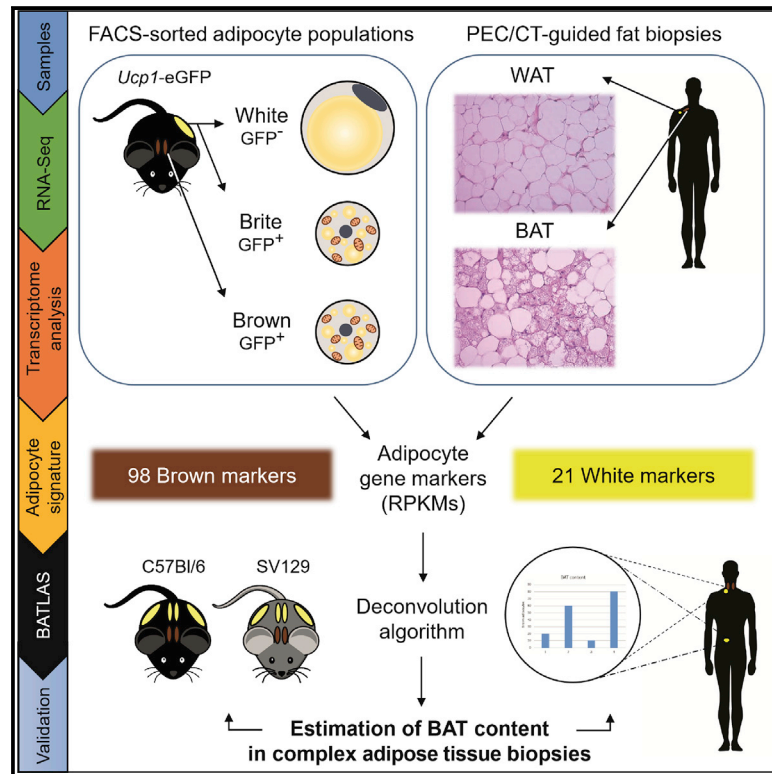 Samples
RNA-Seq
Transcriptome
analysis
Adipocyte
signature
BATLAS
Validation
FACS-sorted adipocyte populations
Ucp1-eGFP
White
GFP-
Brite
GFP+
Brown
GFP+
PEC/CT-guided fat biopsies
WAT
BAT
98 Brown markers
Adipocyte
gene markers
(RPKMs)
21 White markers
C57Bl/6
SV129
Deconvolution
algorithm
BAT content
Estimation of BAT content
in complex adipose tissue biopsies